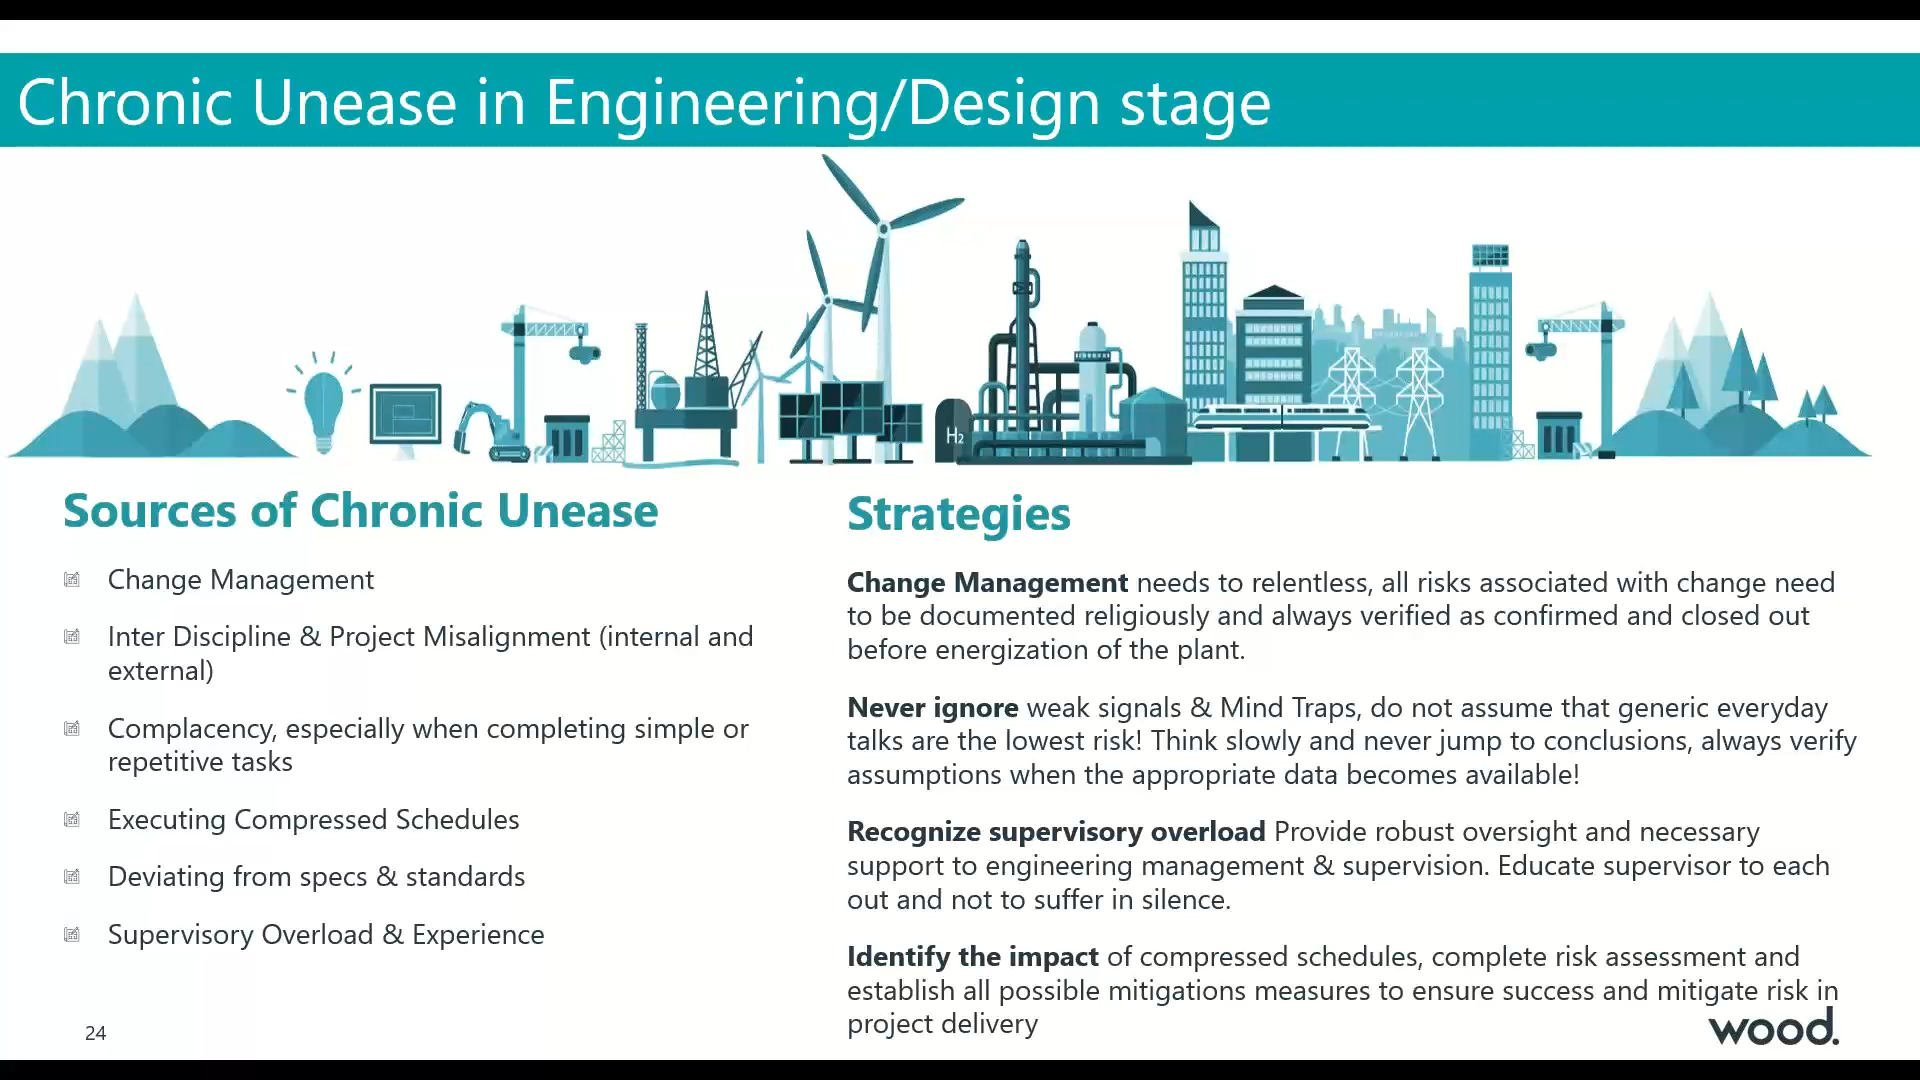 Chronic Unease in Engineering/Design stage
H2
Sources of Chronic Unease
Change Management
Inter Discipline & Project Misalignment (internal and
external)
Complacency, especially when completing simple or
repetitive tasks
Executing Compressed Schedules
Deviating from specs & standards
Supervisory Overload & Experience
Strategies
Change Management needs to relentless, all risks associated with change need
to be documented religiously and always verified as confirmed and closed out
before energization of the plant.
Never ignore weak signals & Mind Traps, do not assume that generic everyday
talks are the lowest risk! Think slowly and never jump to conclusions, always verify
assumptions when the appropriate data becomes available!
Recognize supervisory overload Provide robust oversight and necessary
support to engineering management & supervision. Educate supervisor to each
out and not to suffer in silence.
Identify the impact of compressed schedules, complete risk assessment and
establish all possible mitigations measures to ensure success and mitigate risk in
project delivery
24
wood.